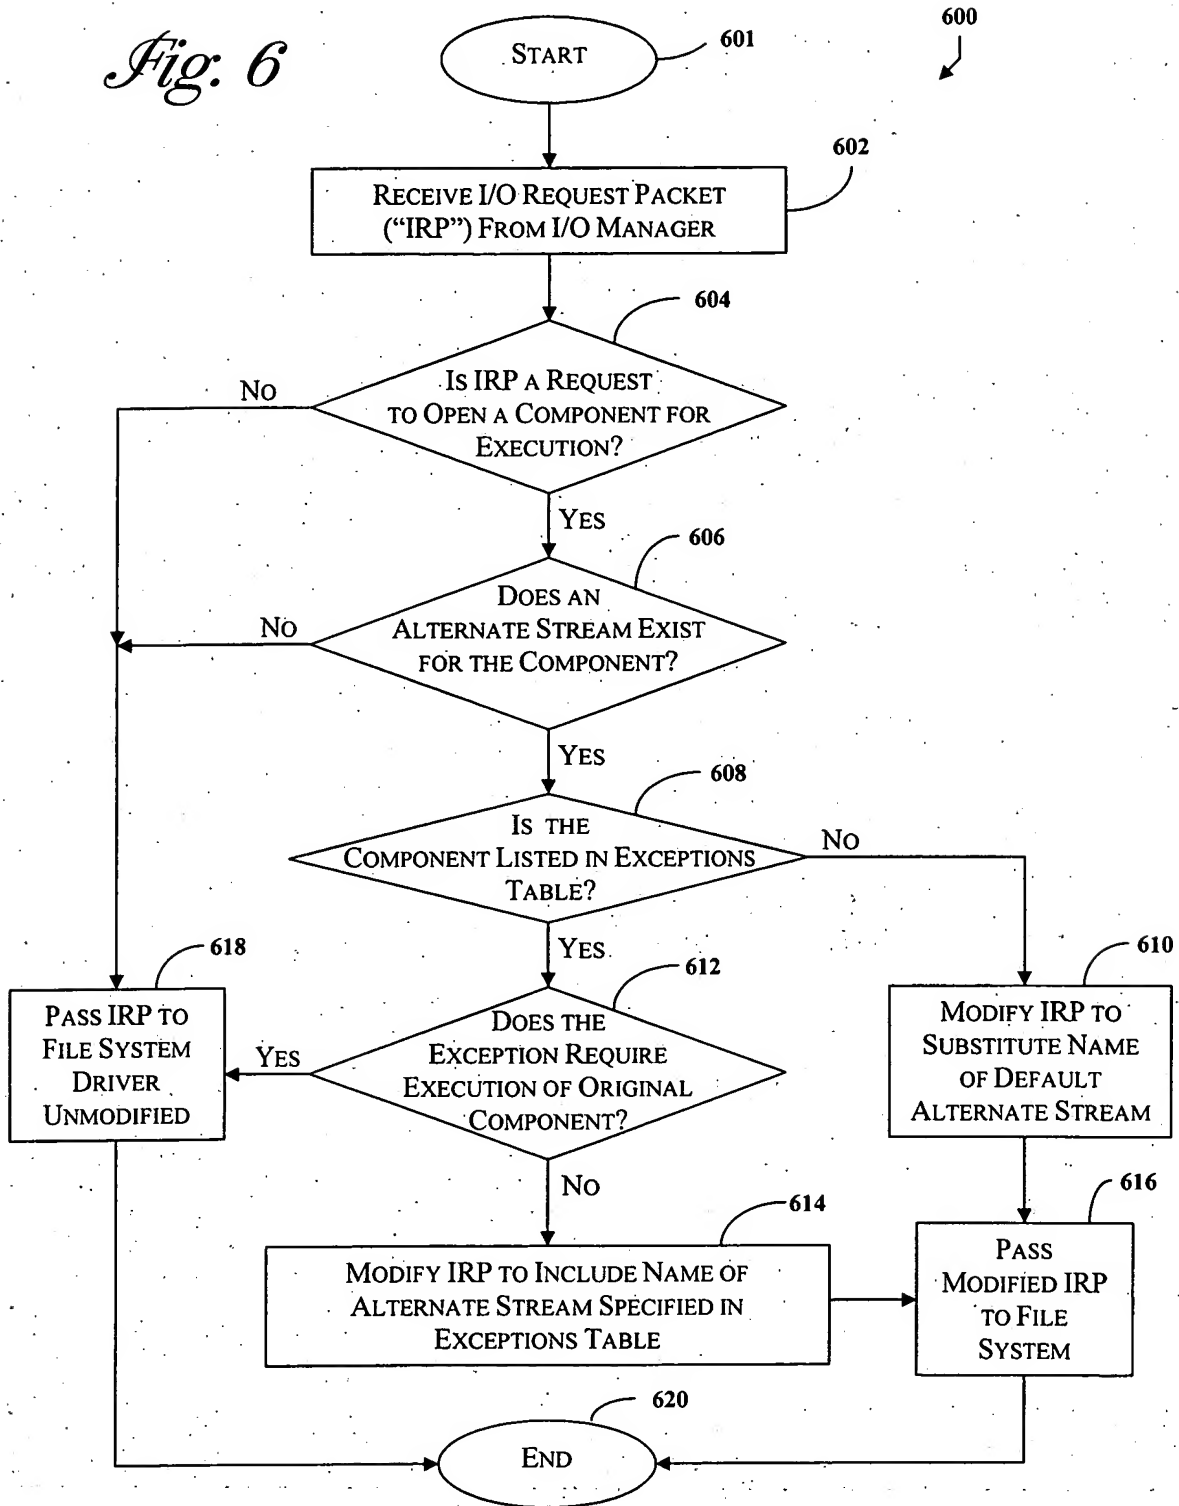 Fig. 6
600
START
601
602
RECEIVE I/O REQUEST PACKET
("IRP") FROM I/O MANAGER
604
IS IRP A REQUEST
TO OPEN A COMPONENT FOR
EXECUTION?
NO
YES
606
DOES AN
ALTERNATE STREAM EXIST
FOR THE COMPONENT?
NO
YES
608
IS THE
COMPONENT LISTED IN EXCEPTIONS
TABLE?
NO
YES
618
612
610
PASS IRP TO
FILE SYSTEM
DRIVER
UNMODIFIED
YES
DOES THE
EXCEPTION REQUIRE
EXECUTION OF ORIGINAL
COMPONENT?
MODIFY IRP TO
SUBSTITUTE NAME
OF DEFAULT
ALTERNATE STREAM
NO
614
616
MODIFY IRP TO INCLUDE NAME OF
ALTERNATE STREAM SPECIFIED IN
EXCEPTIONS TABLE
PASS
MODIFIED IRP
TO FILE
SYSTEM
620
END